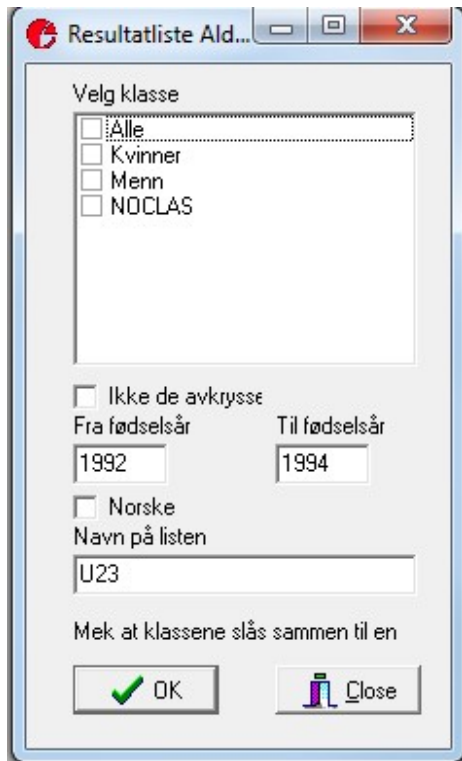 Resultatliste Ald...
Velg klasse
Alle
Kvinner
Menn
NOCLAS
Ikke de avkrysse
Fra fødselsår Til fødselsår
1992 1994
Norske
Navn på listen
U23
Mek at klassene slås sammen til en
OK Close